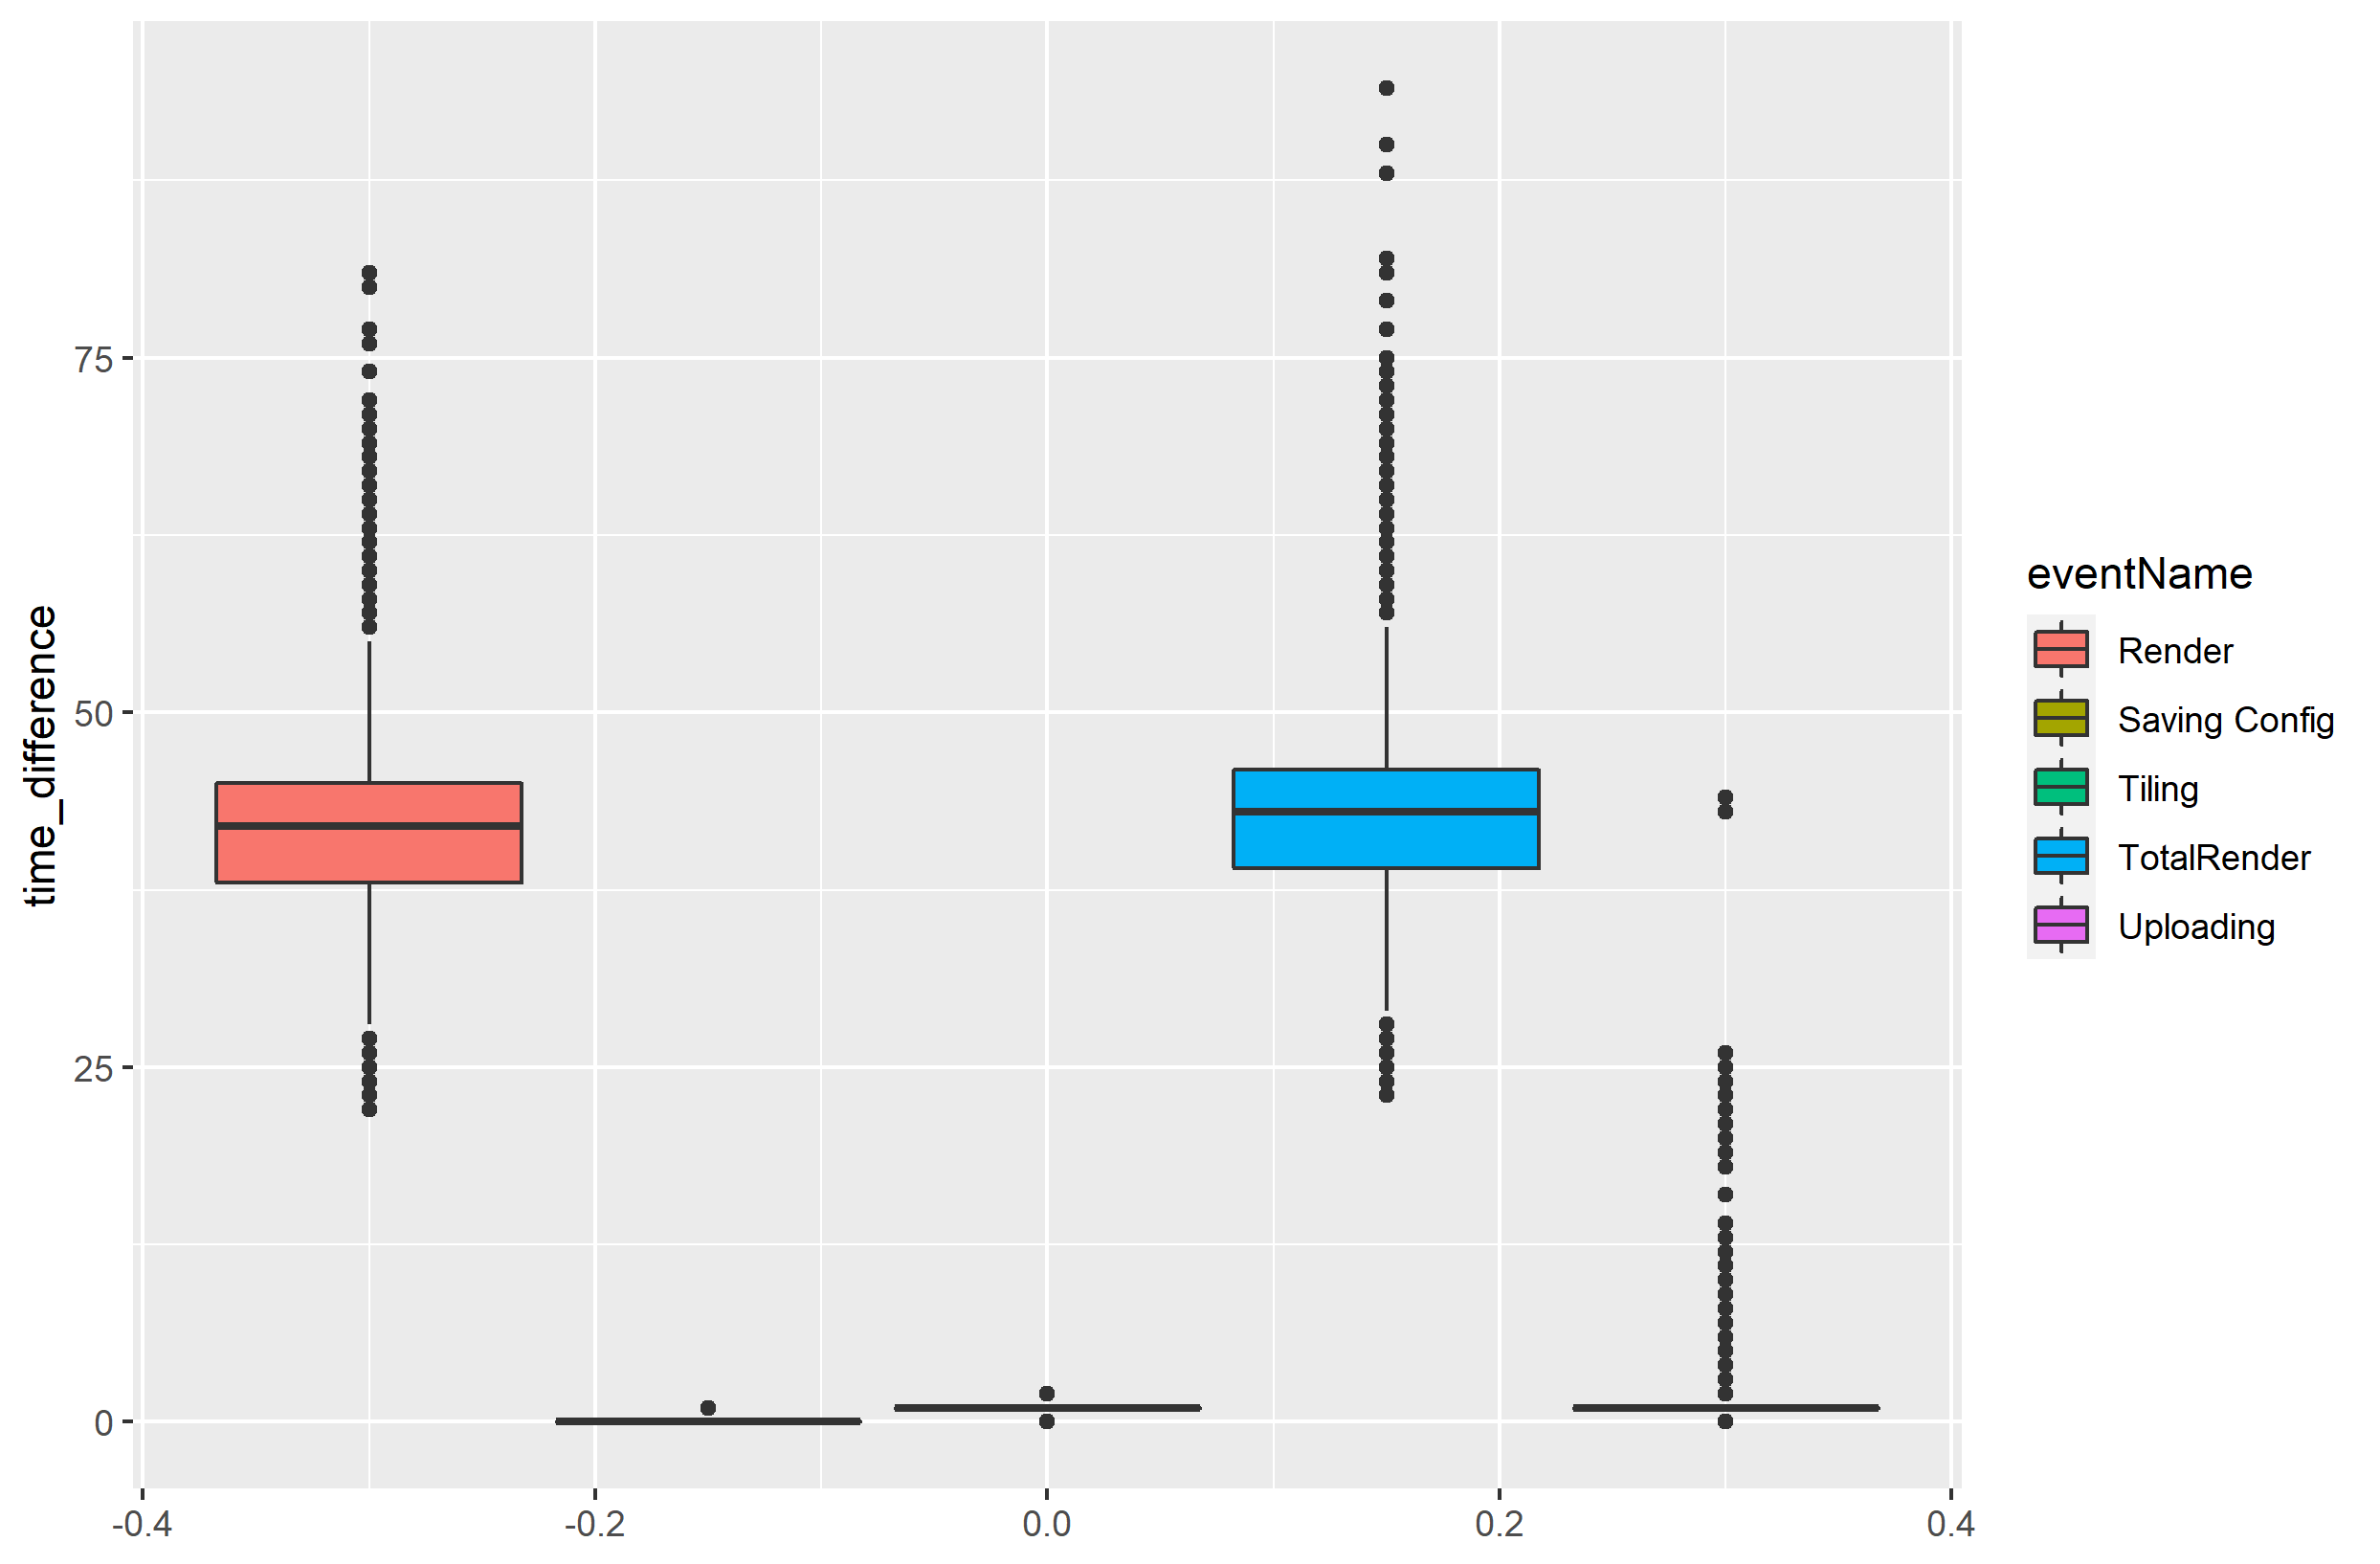 time_difference
75
50
25
0
-0.4
-0.2
0.0
0.2
0.4
eventName
Render
Saving Config
Tiling
TotalRender
Uploading